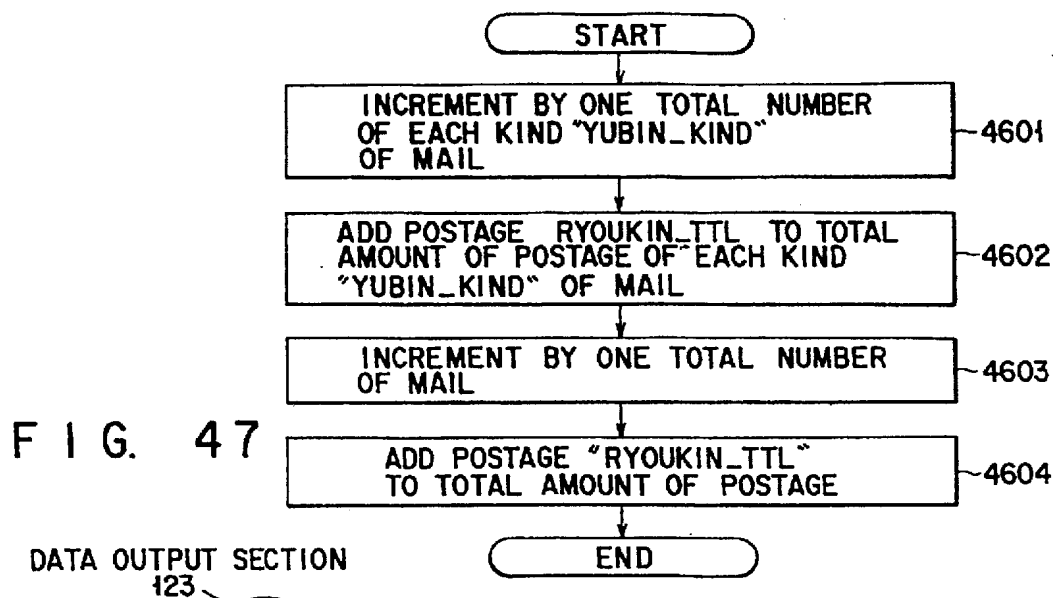 START
INCREMENT BY ONE TOTAL NUMBER
OF EACH KIND "YUBIN_KIND"
OF MAIL
4601
ADD POSTAGE RYOUKIN_TTL TO TOTAL
AMOUNT OF POSTAGE OF EACH KIND
"YUBIN_KIND" OF MAIL
4602
INCREMENT BY ONE TOTAL NUMBER
OF MAIL
4603
FIG. 47
ADD POSTAGE "RYOUKIN_TTL"
TO TOTAL AMOUNT OF POSTAGE
4604
END
DATA OUTPUT SECTION
123